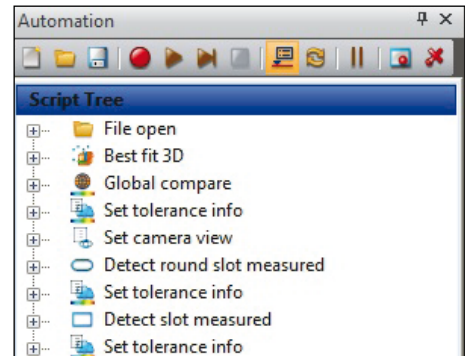 Automation
Script Tree
File open
Best fit 3D
Global compare
Set tolerance info
Set camera view
Detect round slot measured
Set tolerance info
Detect slot measured
Set tolerance info